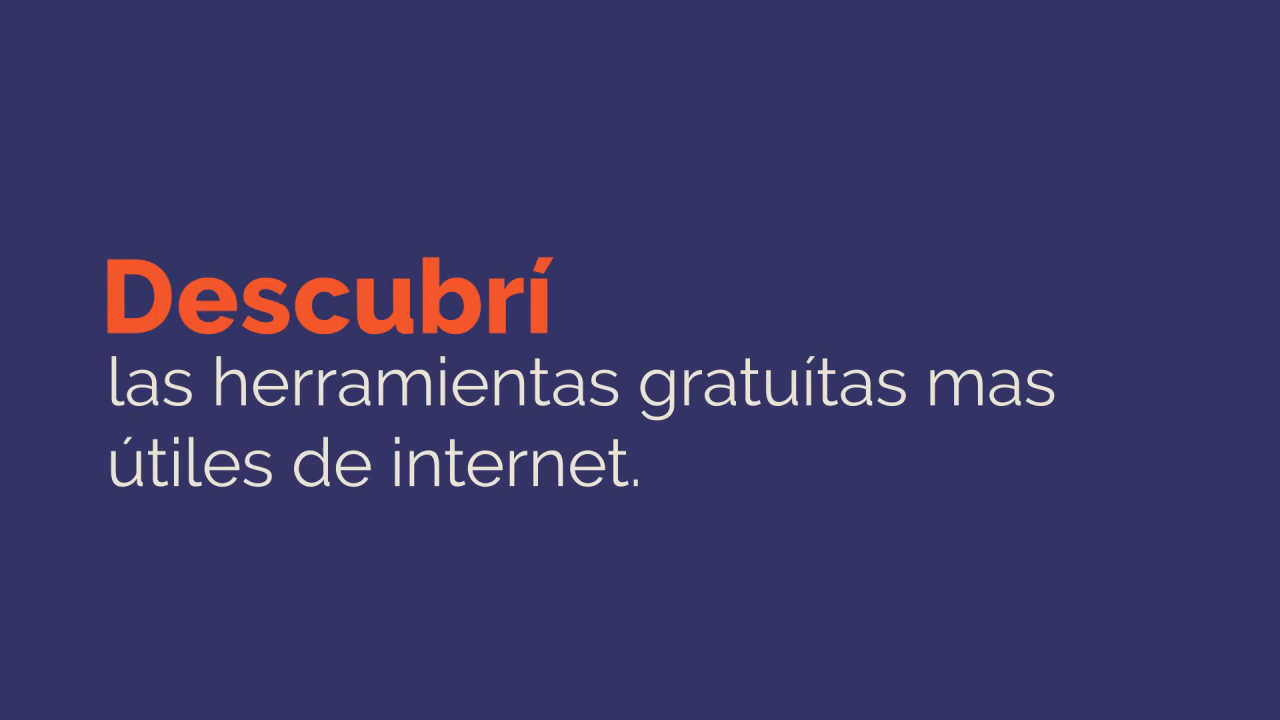 Descubrí
las herramientas gratuítas mas
útiles de internet.